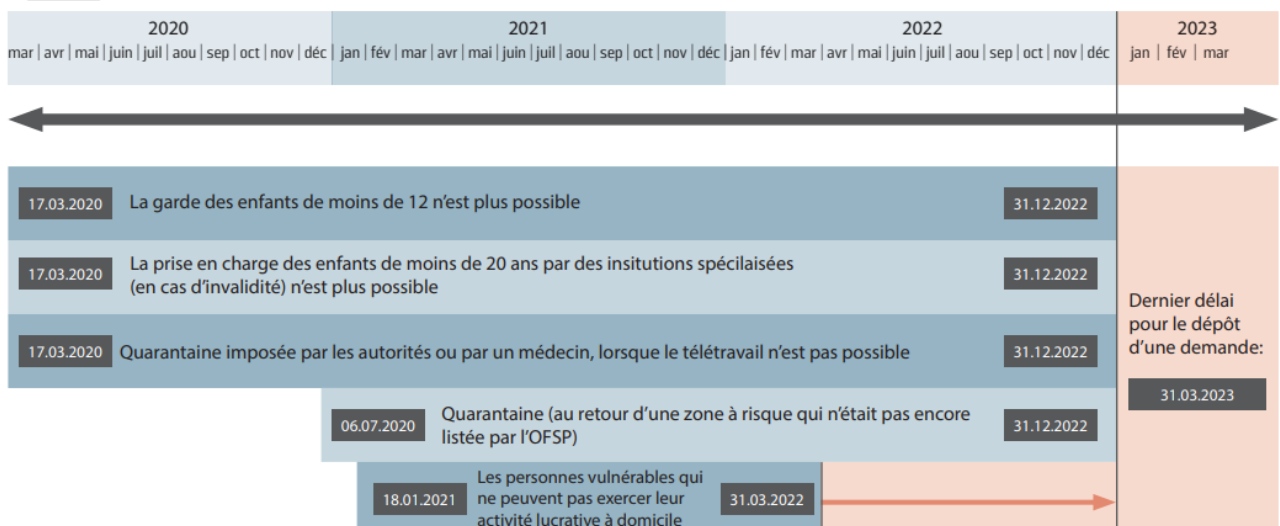 2020 2021 2022 2023
mar | avr | mai | juin | juil | aou | sep | oct | nov | déc | jan | fév | mar | avr | mai | juin | juil | aou | sep | oct | nov | déc | jan | fév | mar | avr | mai | juin | juil | aou | sep | oct | nov | déc jan | fév | mar
17.03.2020 La garde des enfants de moins de 12 n’est plus possible 31.12.2022
17.03.2020 La prise en charge des enfants de moins de 20 ans par des insitutions spécilaisées
(en cas d’invalidité) n’est plus possible 31.12.2022
17.03.2020 Quarantaine imposée par les autorités ou par un médecin, lorsque le télétravail n’est pas possible 31.12.2022
06.07.2020 Quarantaine (au retour d’une zone à risque qui n’était pas encore
listée par l’OFSP) 31.12.2022
18.01.2021 Les personnes vulnérables qui
ne peuvent pas exercer leur
activité lucrative à domicile 31.03.2022
Dernier délai
pour le dépôt
d’une demande:
31.03.2023